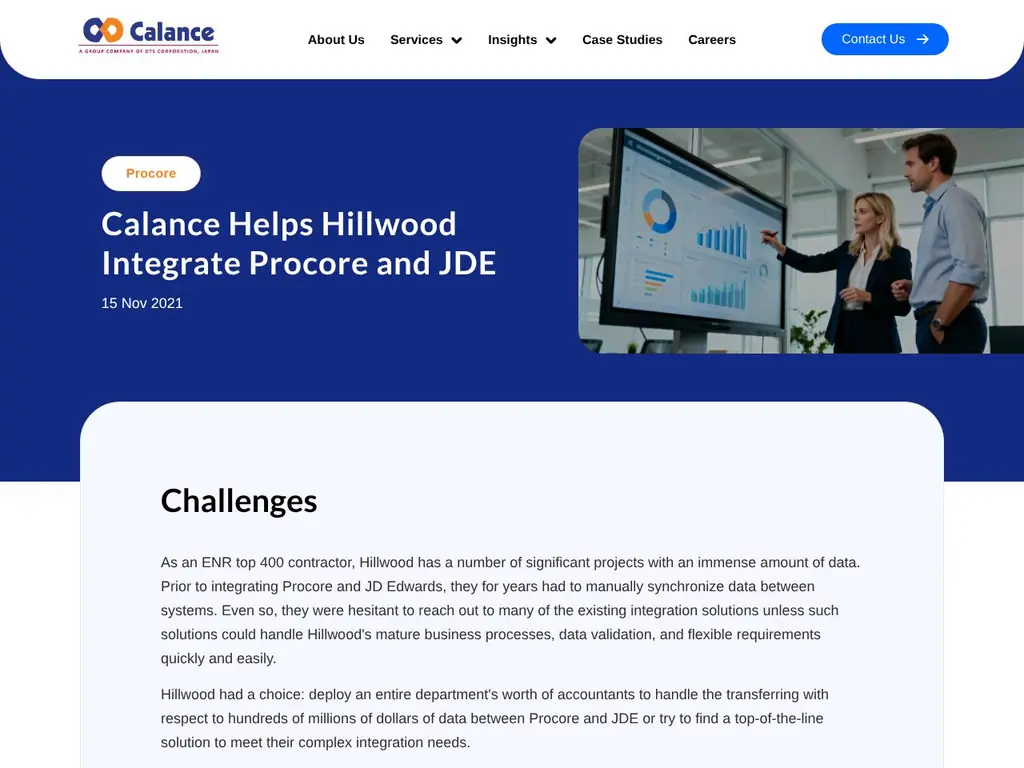 Calance
A GROUP COMPANY OF DTS CORPORATION, JAPAN
About Us
Services
Insights
Case Studies
Careers
Contact Us
Procore
Calance Helps Hillwood
Integrate Procore and JDE
15 Nov 2021
Challenges
As an ENR top 400 contractor, Hillwood has a number of significant projects with an immense amount of data.
Prior to integrating Procore and JD Edwards, they for years had to manually synchronize data between
systems. Even so, they were hesitant to reach out to many of the existing integration solutions unless such
solutions could handle Hillwood's mature business processes, data validation, and flexible requirements
quickly and easily.
Hillwood had a choice: deploy an entire department's worth of accountants to handle the transferring with
respect to hundreds of millions of dollars of data between Procore and JDE or try to find a top-of-the-line
solution to meet their complex integration needs.